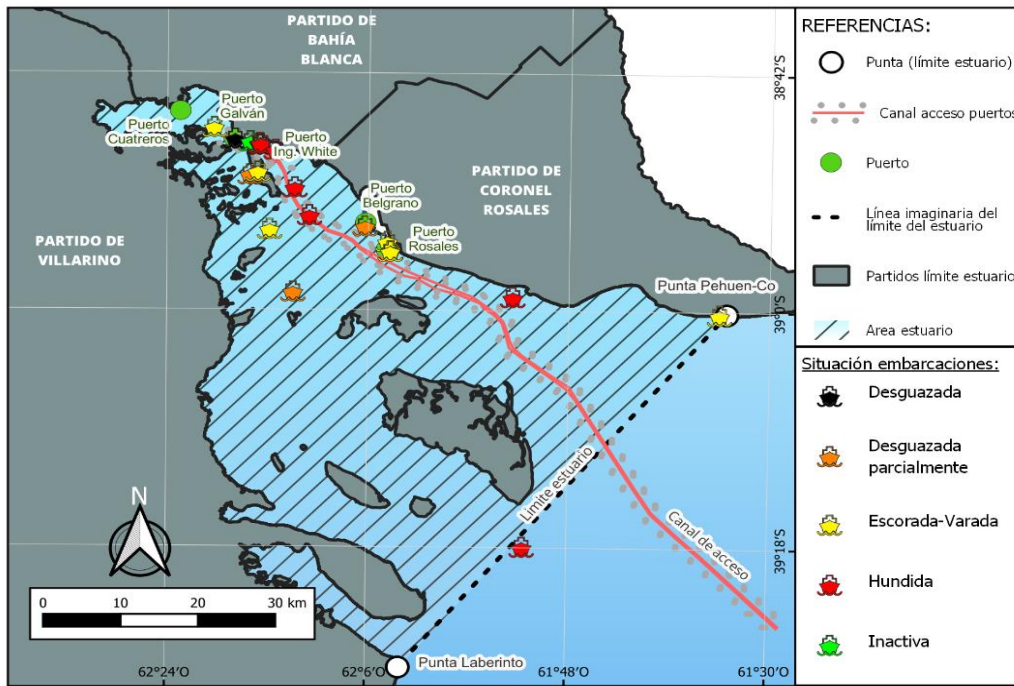 PARTIDO DE
BAHÍA
BLANCA
Puerto
Galván
Puerto
Cuatreros
Puerto
Ing. White
Puerto
Belgrano
Puerto
Rosales
PARTIDO DE
CORONEL
ROSALES
PARTIDO DE
VILLARINO
Punta Pehuen-Co
Limite estuario
Canal de acceso
Punta Laberinto
N
0 10 20 30 km
62°24'O 62°6'O 61°48'O 61°30'O
38°42'S
39°0'S
39°18'S
REFERENCIAS:
Punta (límite estuario)
Canal acceso puertos
Puerto
Línea imaginaria del
límite del estuario
Partidos límite estuario
Area estuario
Situación embarcaciones:
Desguazada
Desguazada
parcialmente
Escorada-Varada
Hundida
Inactiva